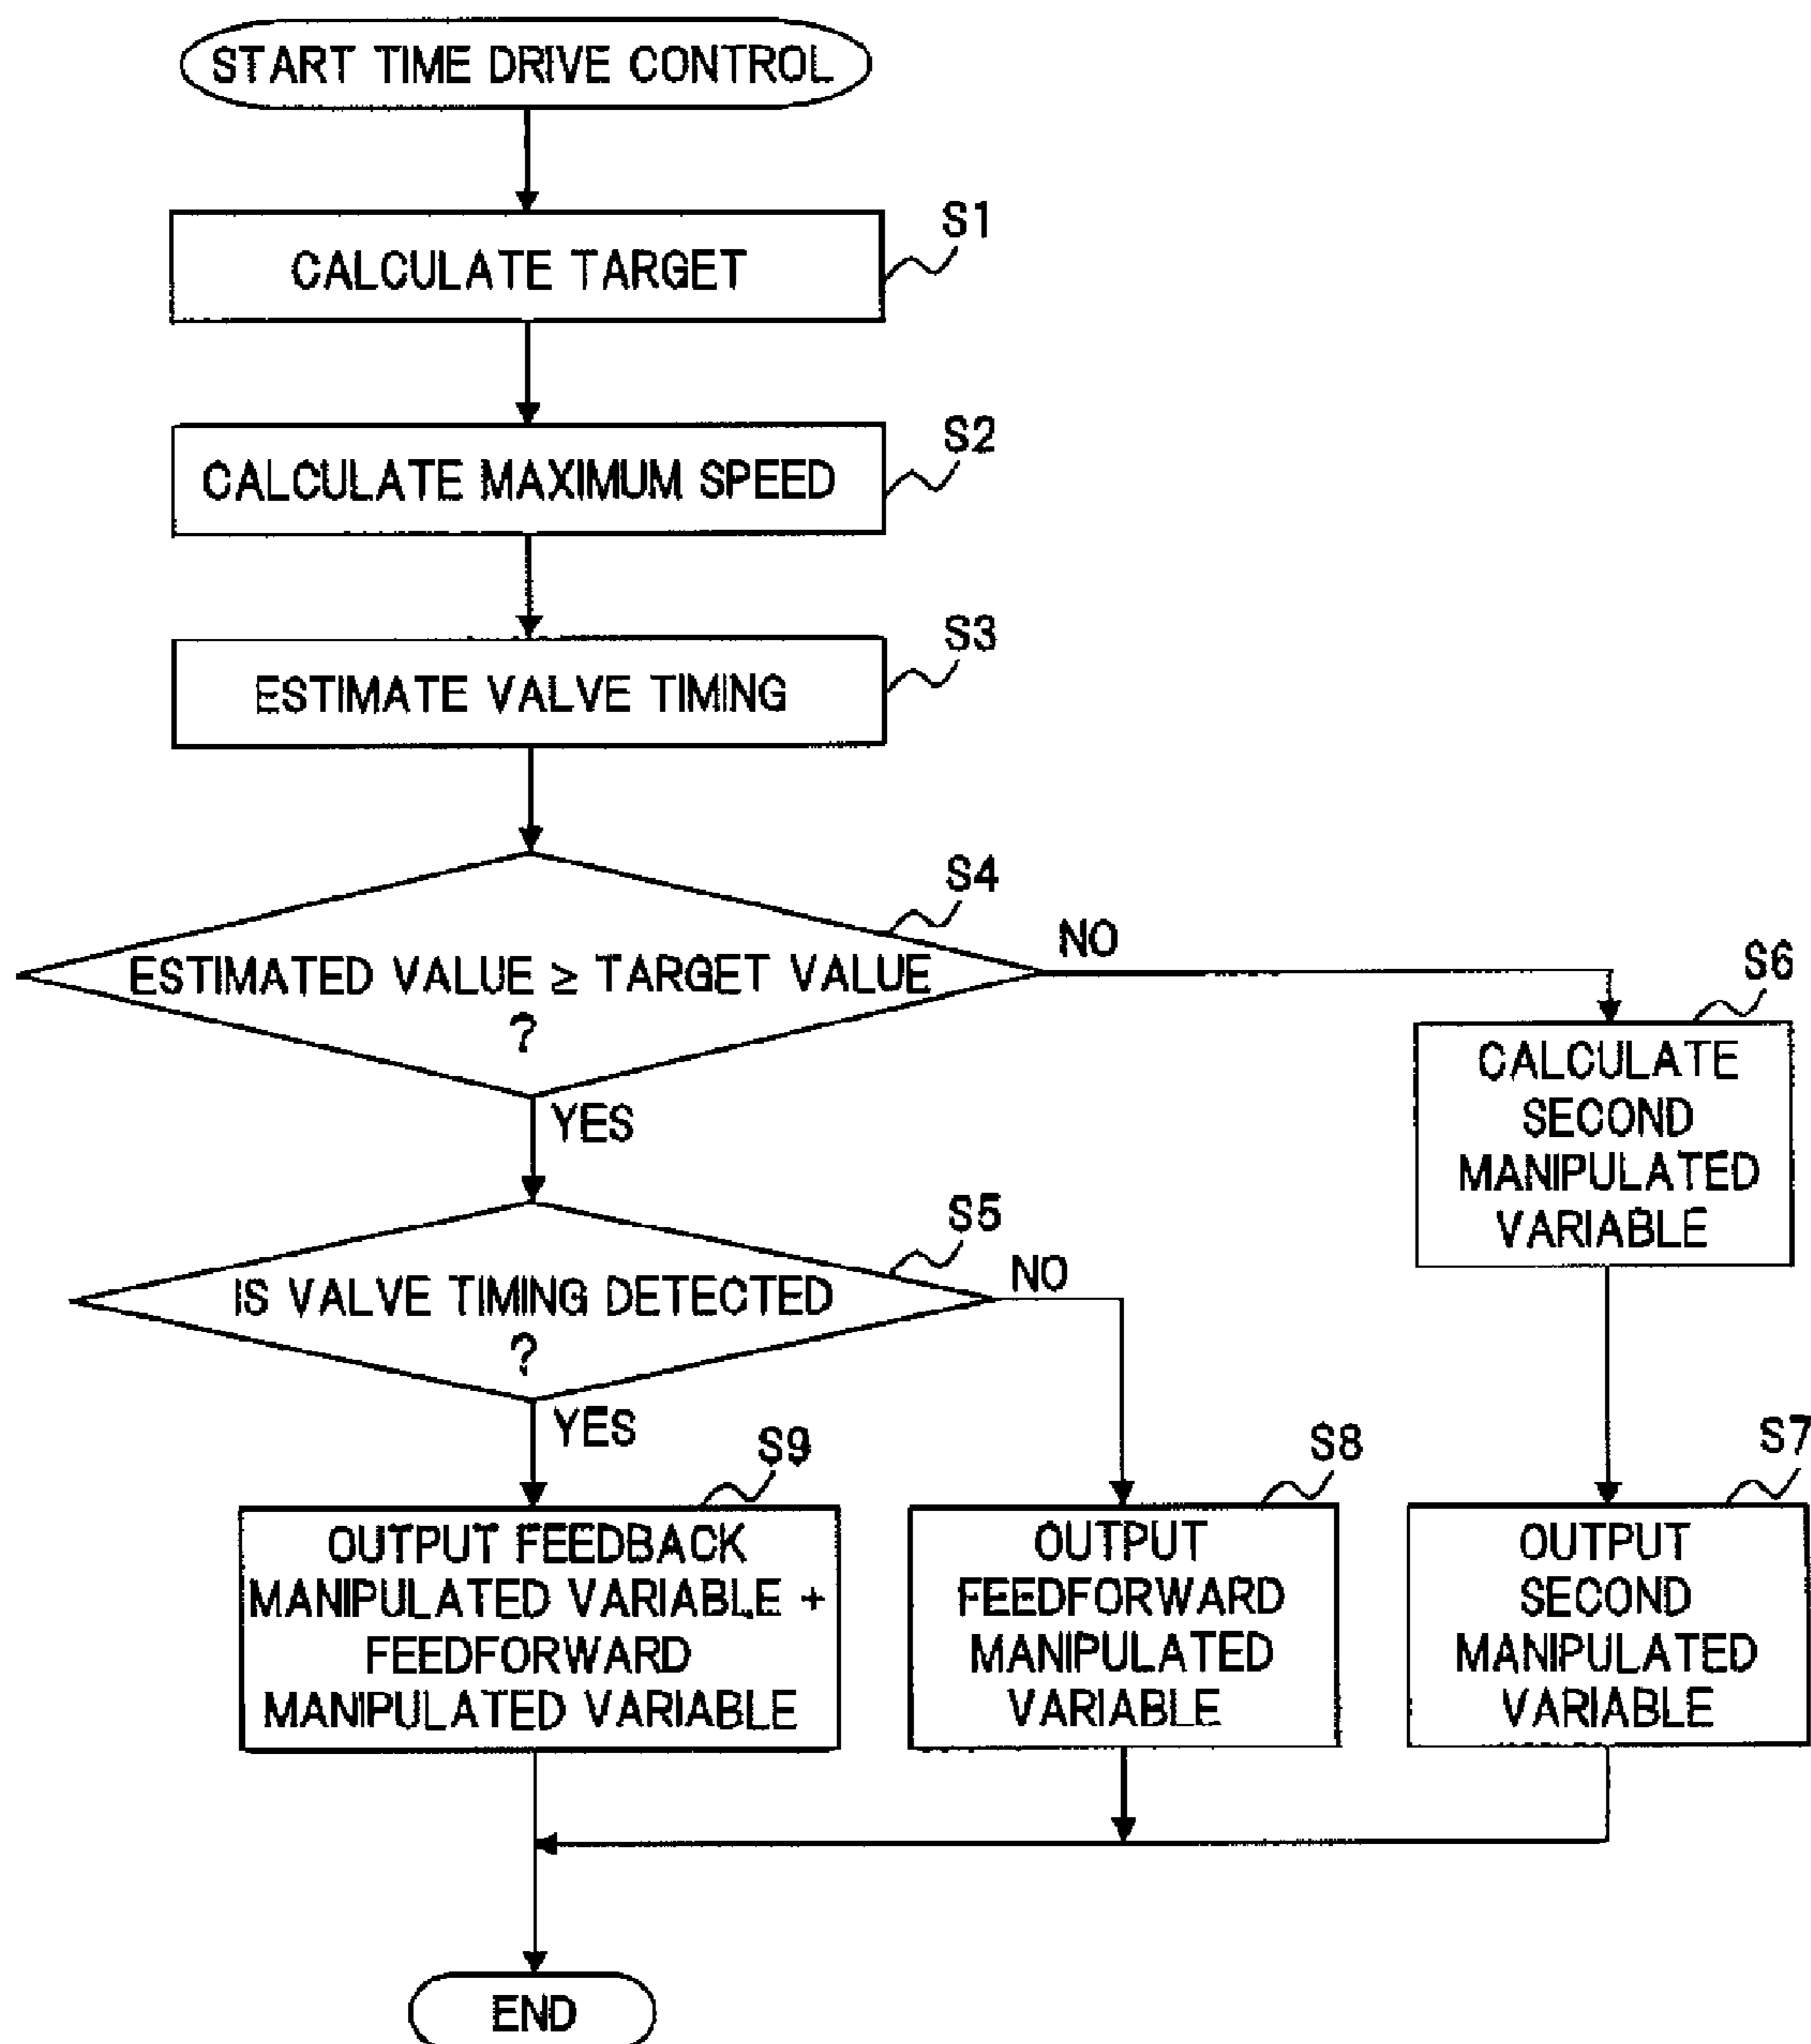 START TIME DRIVE CONTROL
S1
CALCULATE TARGET
S2
CALCULATE MAXIMUM SPEED
S3
ESTIMATE VALVE TIMING
S4
ESTIMATED VALUE ≥ TARGET VALUE
?
NO
YES
S6
CALCULATE
SECOND
MANIPULATED
VARIABLE
S5
IS VALVE TIMING DETECTED
?
NO
YES
S9
OUTPUT FEEDBACK
MANIPULATED VARIABLE +
FEEDFORWARD
MANIPULATED VARIABLE
S8
OUTPUT
FEEDFORWARD
MANIPULATED
VARIABLE
S7
OUTPUT
SECOND
MANIPULATED
VARIABLE
END